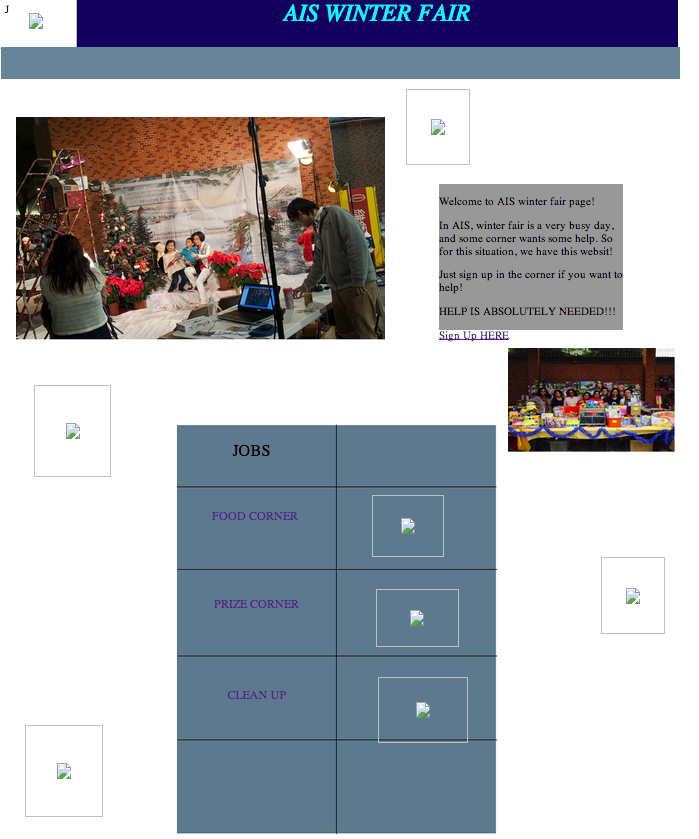 J
AIS WINTER FAIR
Welcome to AIS winter fair page!
In AIS, winter fair is a very busy day,
and some corner wants some help. So
for this situation, we have this websit!
Just sign up in the corner if you want to
help!
HELP IS ABSOLUTELY NEEDED!!!
Sign Up HERE
JOBS
FOOD CORNER
PRIZE CORNER
CLEAN UP